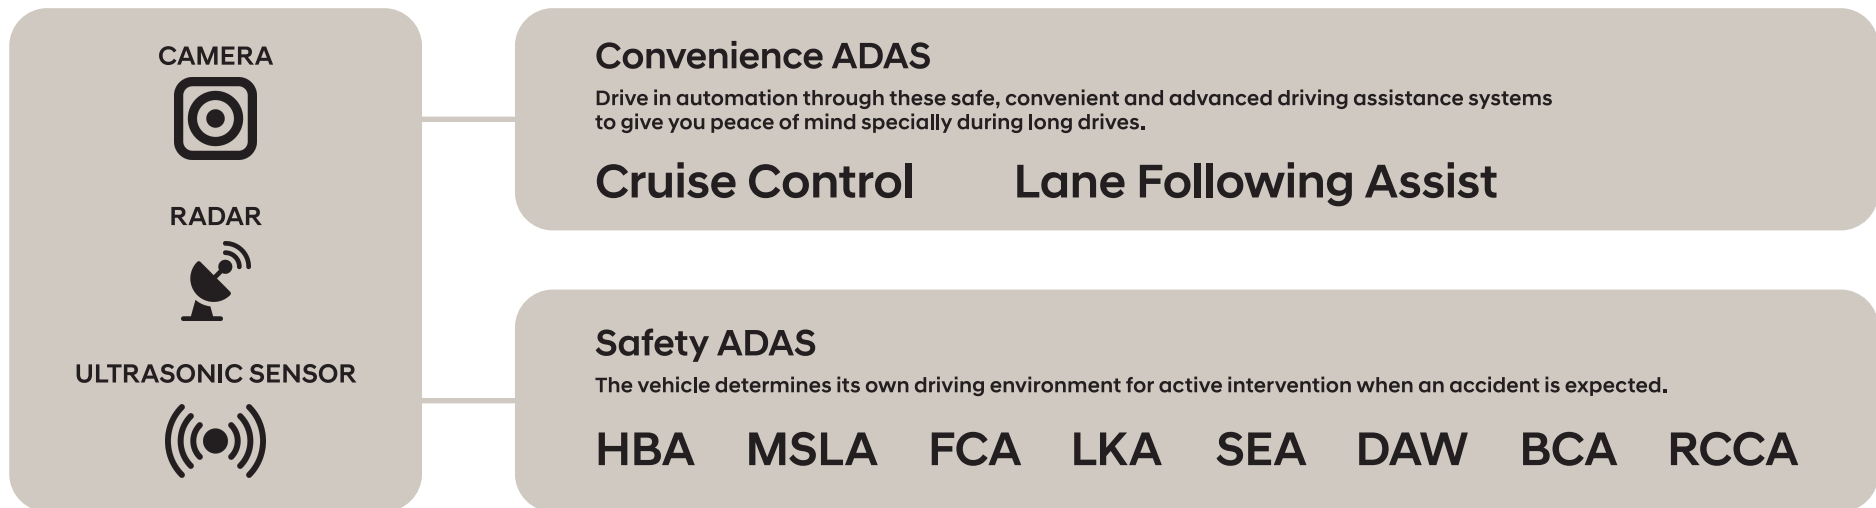 CAMERA
RADAR
ULTRASONIC SENSOR
Convenience ADAS
Drive in automation through these safe, convenient and advanced driving assistance systems
to give you peace of mind specially during long drives.
Cruise Control Lane Following Assist
Safety ADAS
The vehicle determines its own driving environment for active intervention when an accident is expected.
HBA MSLA FCA LKA SEA DAW BCA RCCA